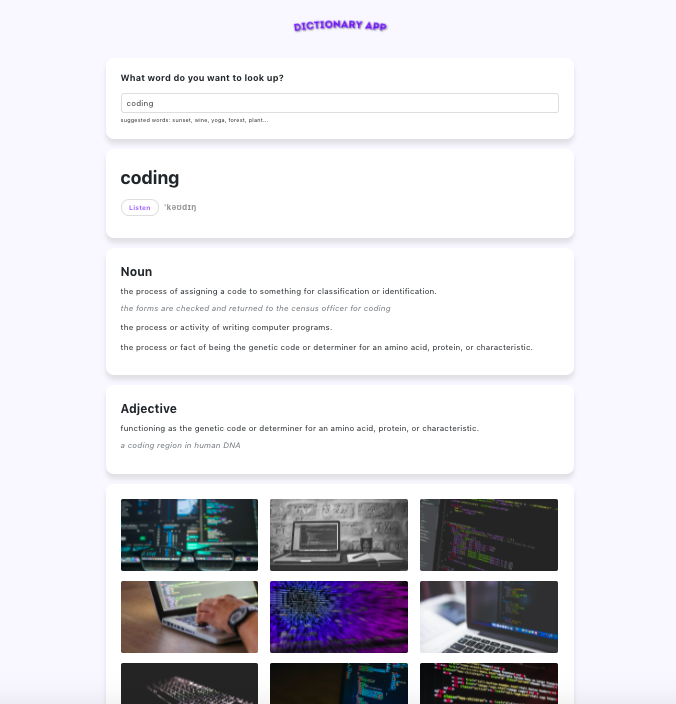 DICTIONARY APP
What word do you want to look up?
coding
suggested words: sunset, wine, yoga, forest, plant...
coding
Listen
'kəʊdɪŋ
Noun
the process of assigning a code to something for classification or identification.
the forms are checked and returned to the census officer for coding
the process or activity of writing computer programs.
the process or fact of being the genetic code or determiner for an amino acid, protein, or characteristic.
Adjective
functioning as the genetic code or determiner for an amino acid, protein, or characteristic.
a coding region in human DNA